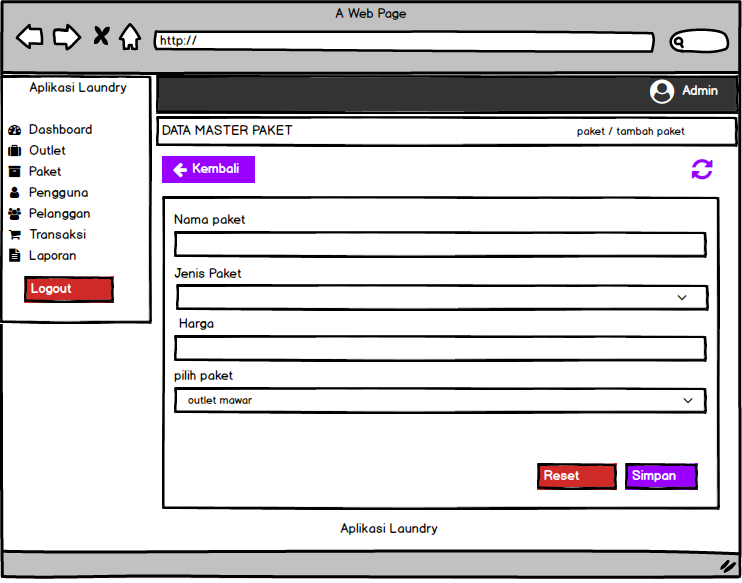 A Web Page
http://
Aplikasi Laundry
Admin
Dashboard
Outlet
Paket
Pengguna
Pelanggan
Transaksi
Laporan
Logout
DATA MASTER PAKET
paket / tambah paket
Kembali
Nama paket
Jenis Paket
Harga
pilih paket
outlet mawar
Reset
Simpan
Aplikasi Laundry